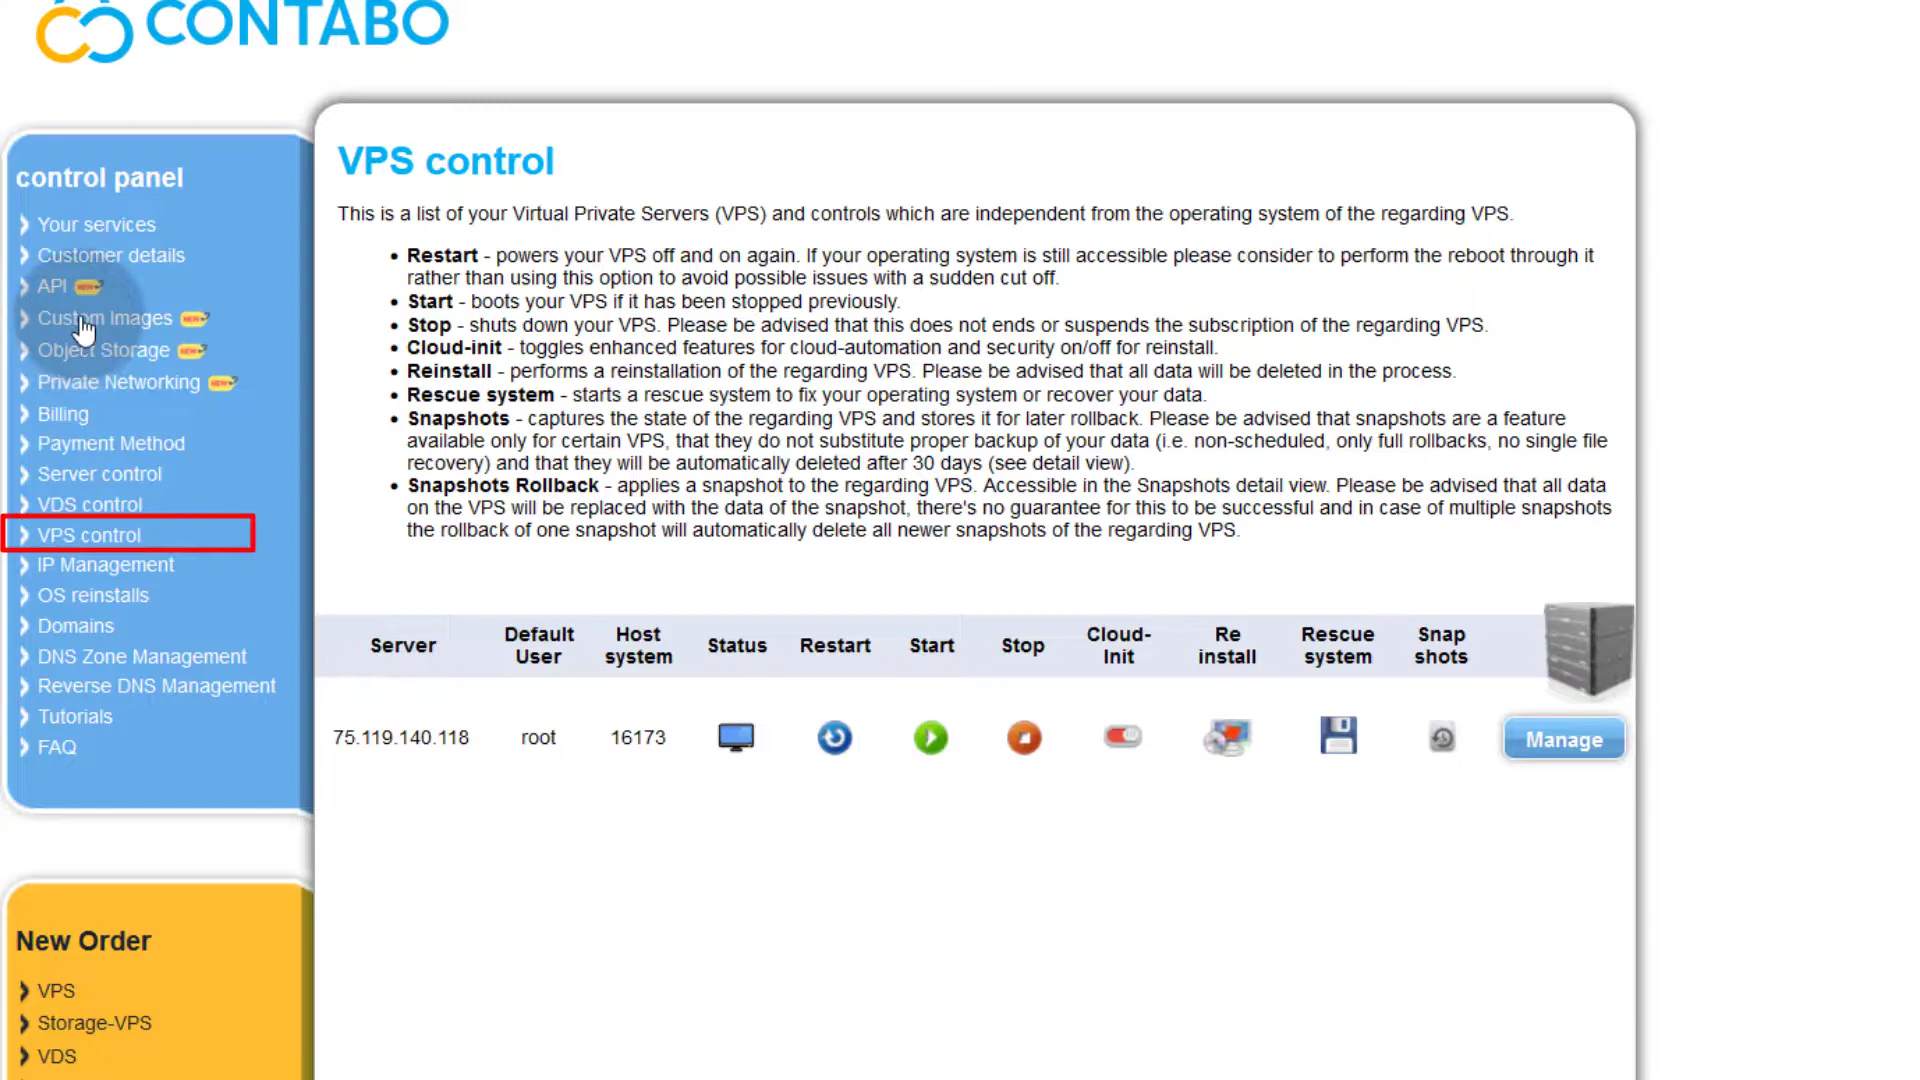 CONTABO
control panel
Your services
Customer details
API NEW
Custom Images NEW
Object Storage NEW
Private Networking NEW
Billing
Payment Method
Server control
VDS control
VPS control
IP Management
OS reinstalls
Domains
DNS Zone Management
Reverse DNS Management
Tutorials
FAQ
New Order
VPS
Storage-VPS
VDS
VPS control
This is a list of your Virtual Private Servers (VPS) and controls which are independent from the operating system of the regarding VPS.
• Restart - powers your VPS off and on again. If your operating system is still accessible please consider to perform the reboot through it
rather than using this option to avoid possible issues with a sudden cut off.
• Start - boots your VPS if it has been stopped previously.
• Stop - shuts down your VPS. Please be advised that this does not ends or suspends the subscription of the regarding VPS.
• Cloud-init - toggles enhanced features for cloud-automation and security on/off for reinstall.
• Reinstall - performs a reinstallation of the regarding VPS. Please be advised that all data will be deleted in the process.
• Rescue system - starts a rescue system to fix your operating system or recover your data.
• Snapshots - captures the state of the regarding VPS and stores it for later rollback. Please be advised that snapshots are a feature
available only for certain VPS, that they do not substitute proper backup of your data (i.e. non-scheduled, only full rollbacks, no single file
recovery) and that they will be automatically deleted after 30 days (see detail view).
• Snapshots Rollback - applies a snapshot to the regarding VPS. Accessible in the Snapshots detail view. Please be advised that all data
on the VPS will be replaced with the data of the snapshot, there's no guarantee for this to be successful and in case of multiple snapshots
the rollback of one snapshot will automatically delete all newer snapshots of the regarding VPS.
Server Default User Host system Status Restart Start Stop Cloud-Init Re install Rescue system Snap shots
75.119.140.118 root 16173 Manage